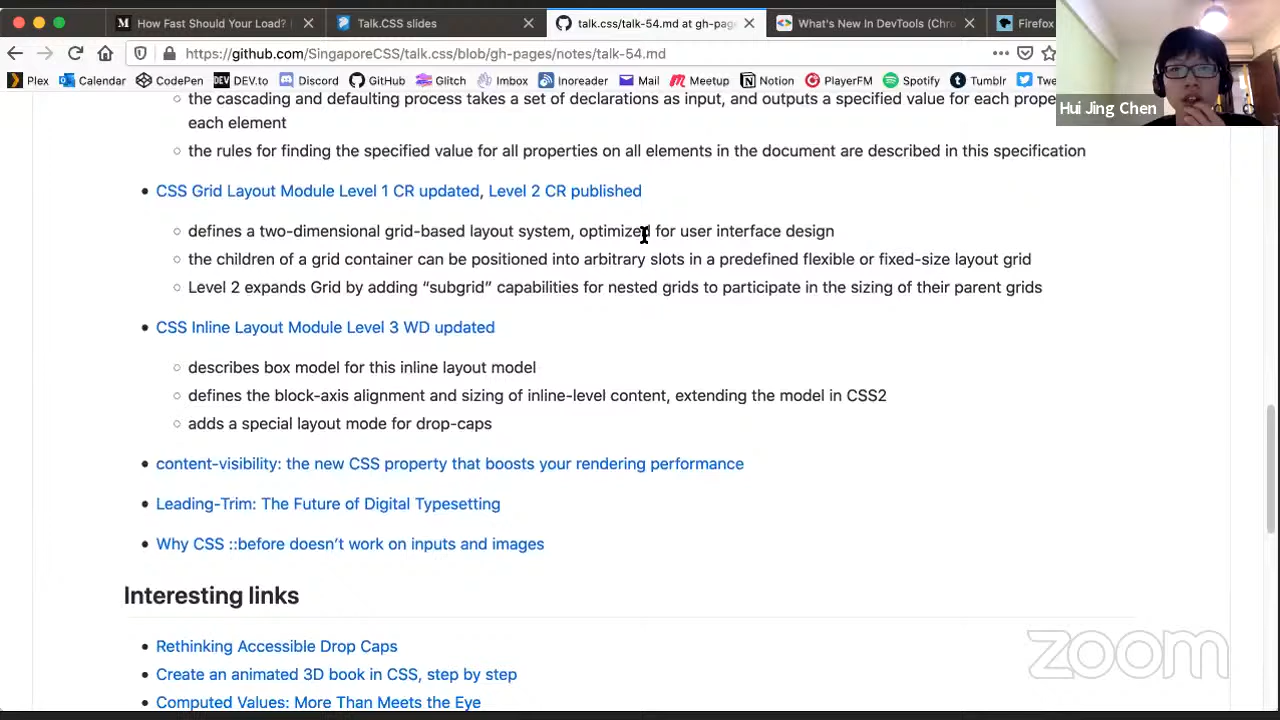 How Fast Should Your Load?
Talk.CSS slides
talk.css/talk-54.md at gh-pag
What's New In DevTools (Chro
Firefox
https://github.com/SingaporeCSS/talk.css/blob/gh-pages/notes/talk-54.md
Plex Calendar CodePen DEV.to Discord GitHub Glitch Imbox Inoreader Mail Meetup Notion PlayerFM Spotify Tumblr Twe
Hui Jing Chen
the cascading and defaulting process takes a set of declarations as input, and outputs a specified value for each prope
each element
the rules for finding the specified value for all properties on all elements in the document are described in this specification
CSS Grid Layout Module Level 1 CR updated, Level 2 CR published
defines a two-dimensional grid-based layout system, optimized for user interface design
the children of a grid container can be positioned into arbitrary slots in a predefined flexible or fixed-size layout grid
Level 2 expands Grid by adding “subgrid” capabilities for nested grids to participate in the sizing of their parent grids
CSS Inline Layout Module Level 3 WD updated
describes box model for this inline layout model
defines the block-axis alignment and sizing of inline-level content, extending the model in CSS2
adds a special layout mode for drop-caps
content-visibility: the new CSS property that boosts your rendering performance
Leading-Trim: The Future of Digital Typesetting
Why CSS ::before doesn’t work on inputs and images
Interesting links
Rethinking Accessible Drop Caps
Create an animated 3D book in CSS, step by step
Computed Values: More Than Meets the Eye
zoom